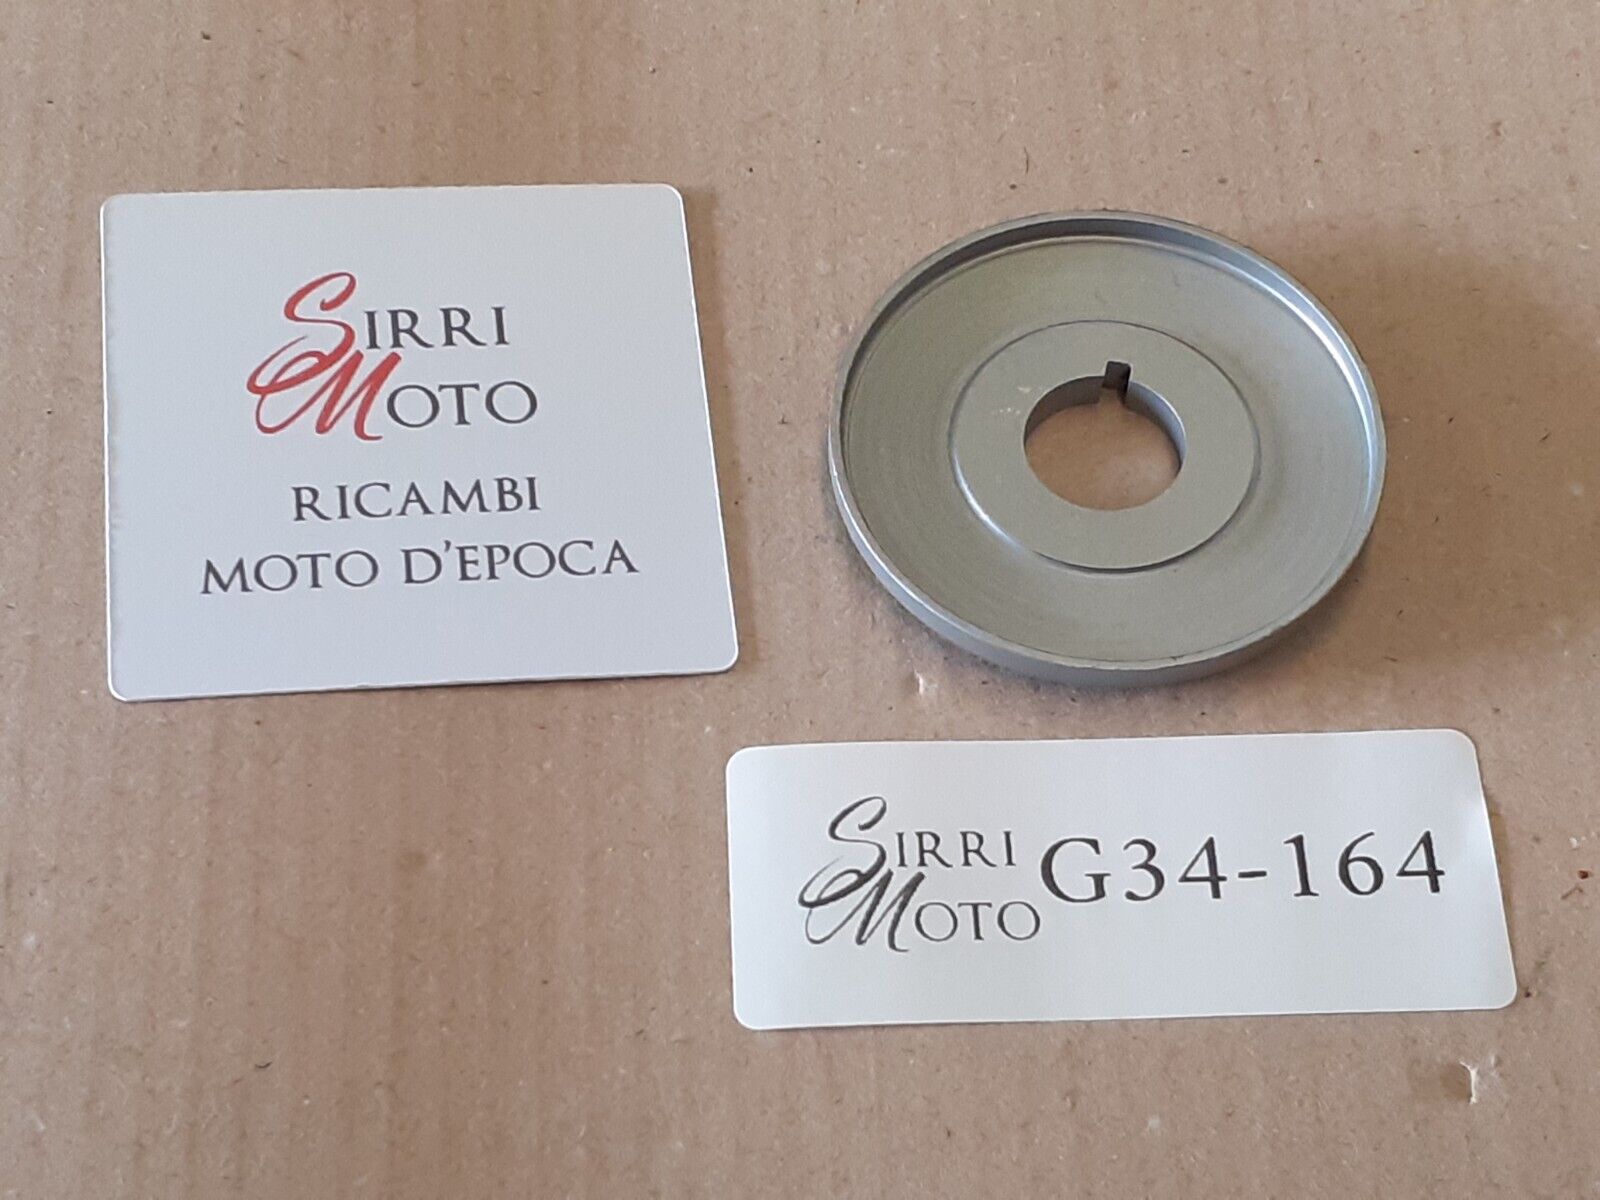 SIRRI
MOTO
RICAMBI
MOTO D'EPOCA
SIRRI
MOTO
G34-164